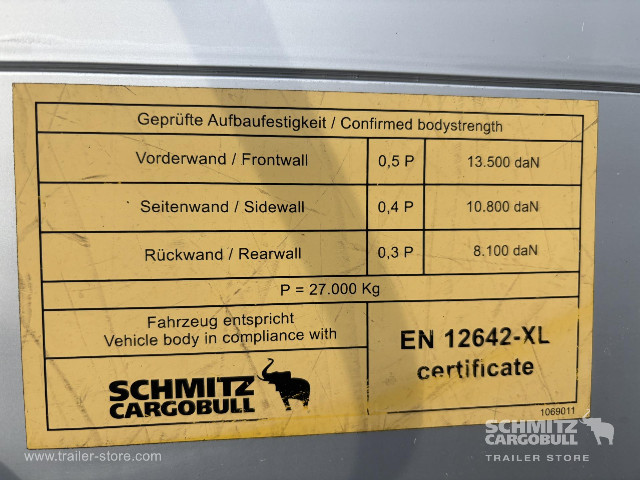 Geprüfte Aufbaufestigkeit / Confirmed bodystrength
Vorderwand / Frontwall 0,5 P 13.500 daN
Seitenwand / Sidewall 0,4 P 10.800 daN
Rückwand / Rearwall 0,3 P 8.100 daN
P = 27.000 Kg
Fahrzeug entspricht
Vehicle body in compliance with
EN 12642-XL
certificate
SCHMITZ
CARGOBULL
1069011
SCHMITZ
CARGOBULL
TRAILER STORE
www.trailer-store.com